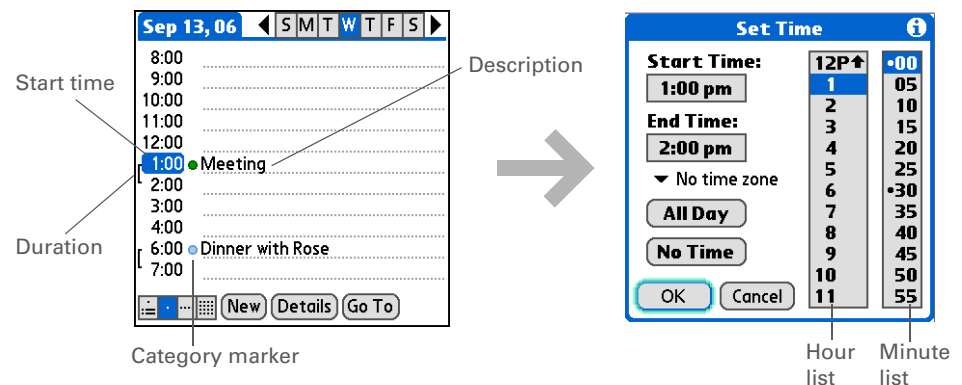 Sep 13, 06 S M T W T F S
8:00
9:00
10:00
11:00
12:00
1:00 Meeting
2:00
3:00
4:00
6:00 Dinner with Rose
7:00
New Details Go To
Start time
Duration
Description
Category marker
Set Time
Start Time:
1:00 pm
End Time:
2:00 pm
No time zone
All Day
No Time
OK Cancel
12P
1
2
3
4
5
6
7
8
9
10
11
00
05
10
15
20
25
30
35
40
45
50
55
Hour
list
Minute
list